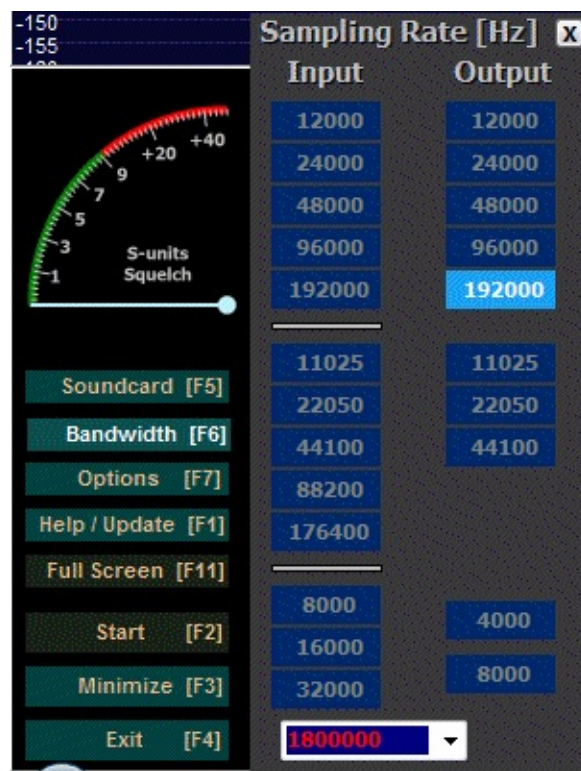 -150
-155
S-units
Squelch
1
3
5
7
9
+20
+40
Soundcard [F5]
Bandwidth [F6]
Options [F7]
Help / Update [F1]
Full Screen [F11]
Start [F2]
Minimize [F3]
Exit [F4]
Sampling Rate [Hz] X
Input Output
12000 12000
24000 24000
48000 48000
96000 96000
192000 192000
11025 11025
22050 22050
44100 44100
88200
176400
8000 4000
16000
32000 8000
1800000